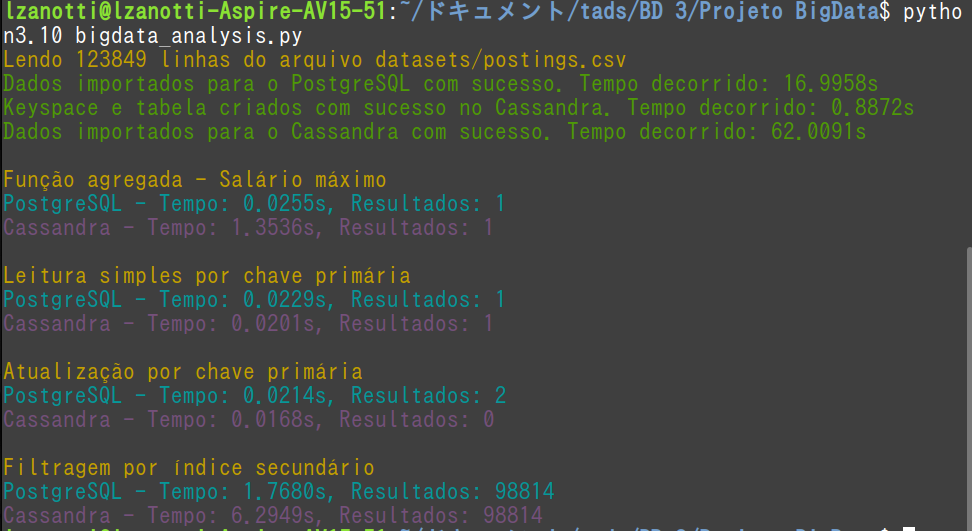 lzanotti@lzanotti-Aspire-AV15-51:~/ドキュメント/tads/BD 3/Projeto BigData$ pytho
n3.10 bigdata_analysis.py
Lendo 123849 linhas do arquivo datasets/postings.csv
Dados importados para o PostgreSQL com sucesso. Tempo decorrido: 16.9958s
Keyspace e tabela criados com sucesso no Cassandra. Tempo decorrido: 0.8872s
Dados importados para o Cassandra com sucesso. Tempo decorrido: 62.0091s
Função agregada - Salário máximo
PostgreSQL - Tempo: 0.0255s, Resultados: 1
Cassandra - Tempo: 1.3536s, Resultados: 1
Leitura simples por chave primária
PostgreSQL - Tempo: 0.0229s, Resultados: 1
Cassandra - Tempo: 0.0201s, Resultados: 1
Atualização por chave primária
PostgreSQL - Tempo: 0.0214s, Resultados: 2
Cassandra - Tempo: 0.0168s, Resultados: 0
Filtragem por índice secundário
PostgreSQL - Tempo: 1.7680s, Resultados: 98814
Cassandra - Tempo: 6.2949s, Resultados: 98814